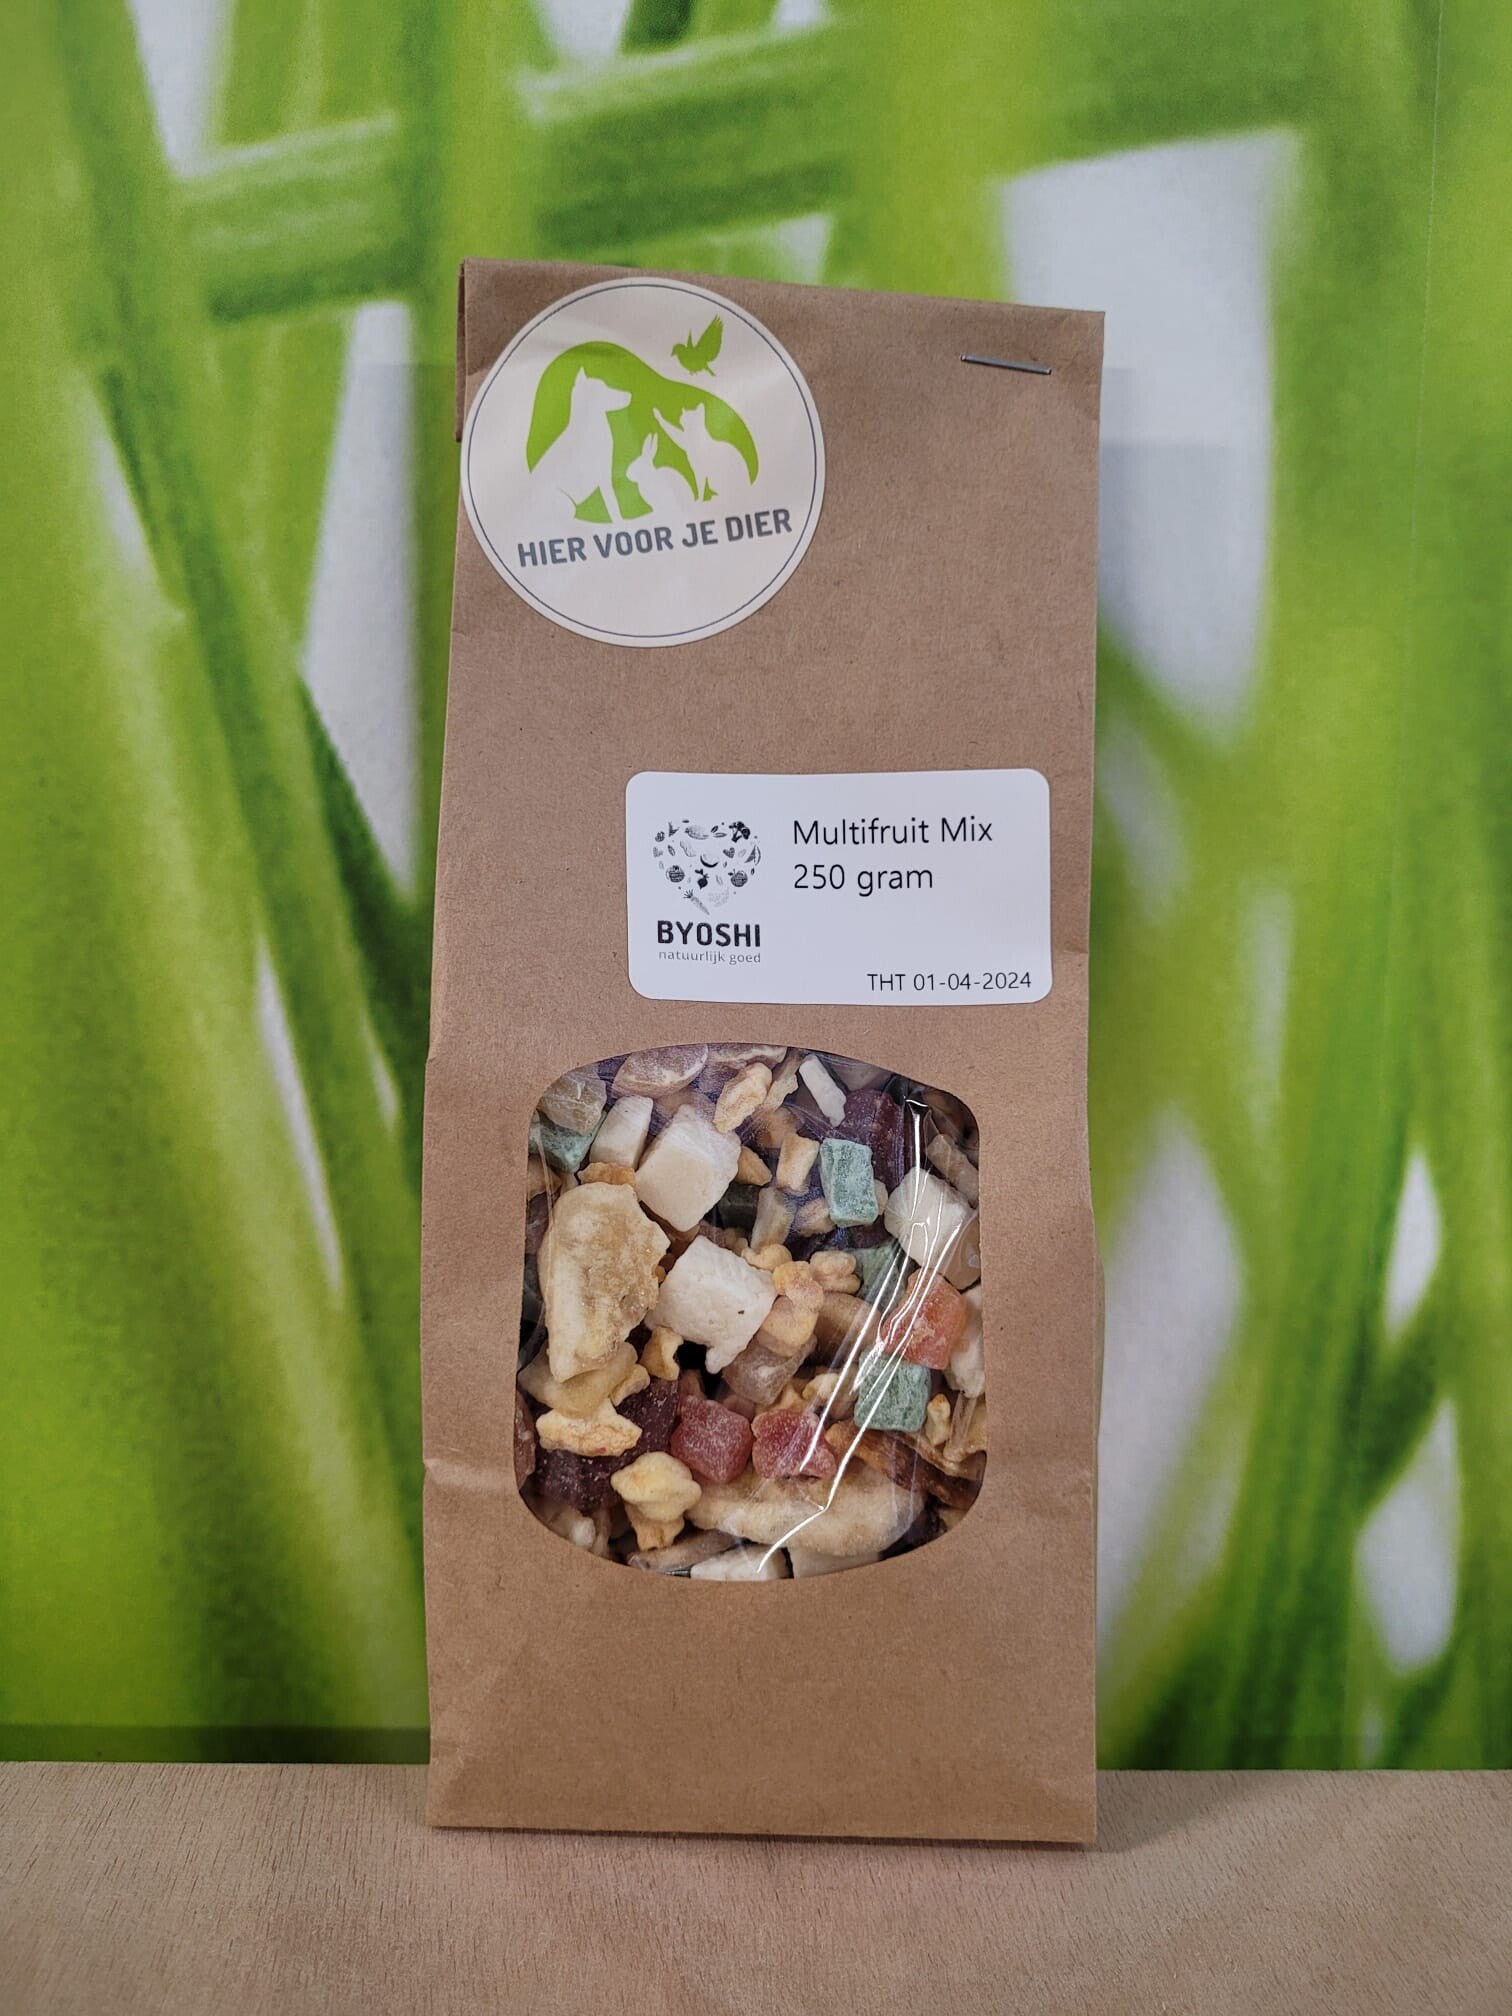 HIER VOOR JE DIER
Multifruit Mix
250 gram
BYOSHI
natuurlijk goed
THT 01-04-2024